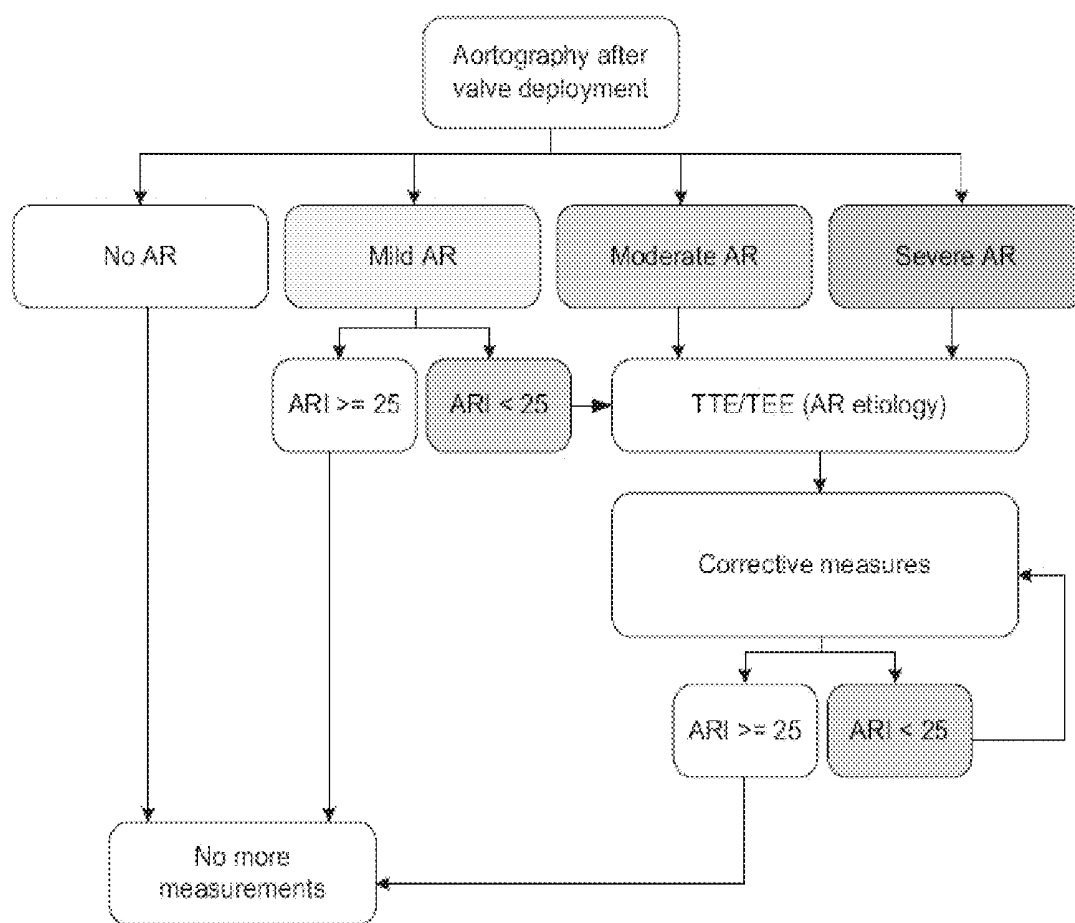 Aortography after
valve deployment
No AR
Mild AR
Moderate AR
Severe AR
ARI >= 25
ARI < 25
TTE/TEE (AR etiology)
Corrective measures
ARI >= 25
ARI < 25
No more
measurements